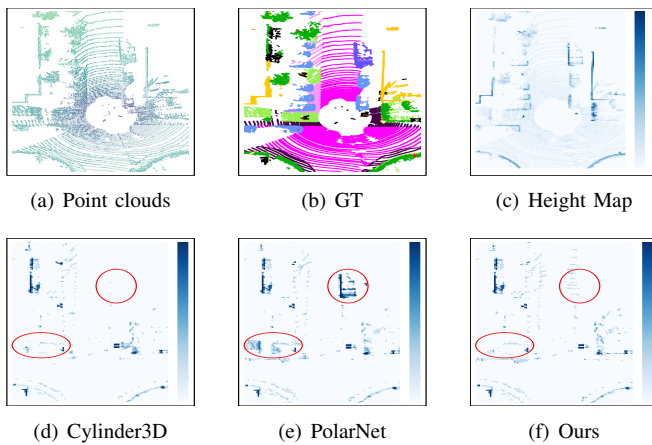 (a) Point clouds
(b) GT
(c) Height Map
(d) Cylinder3D
(e) PolarNet
(f) Ours